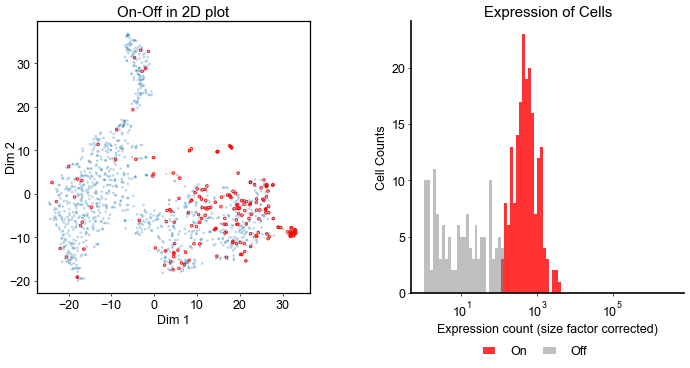 On-Off in 2D plot
Dim 2
30
20
10
0
−10
−20
−20 −10 0 10 20 30
Dim 1
Expression of Cells
Cell Counts
20
15
10
5
0
10^1 10^3 10^5
Expression count (size factor corrected)
On Off